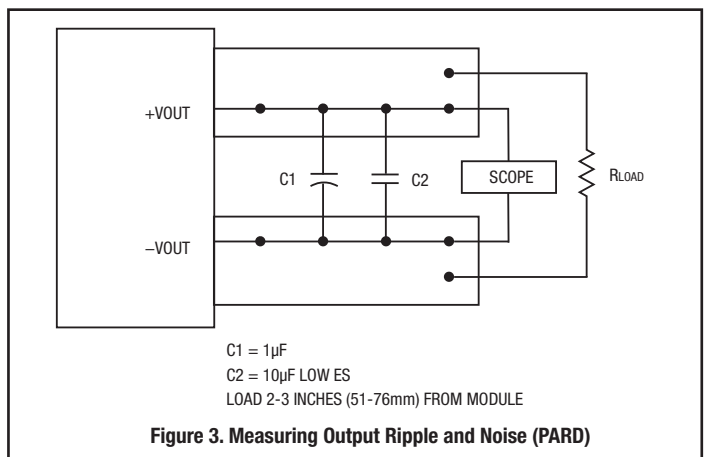 +VOUT
C1
C2
SCOPE
RLOAD
−VOUT
C1 = 1µF
C2 = 10µF LOW ES
LOAD 2-3 INCHES (51-76mm) FROM MODULE
Figure 3. Measuring Output Ripple and Noise (PARD)